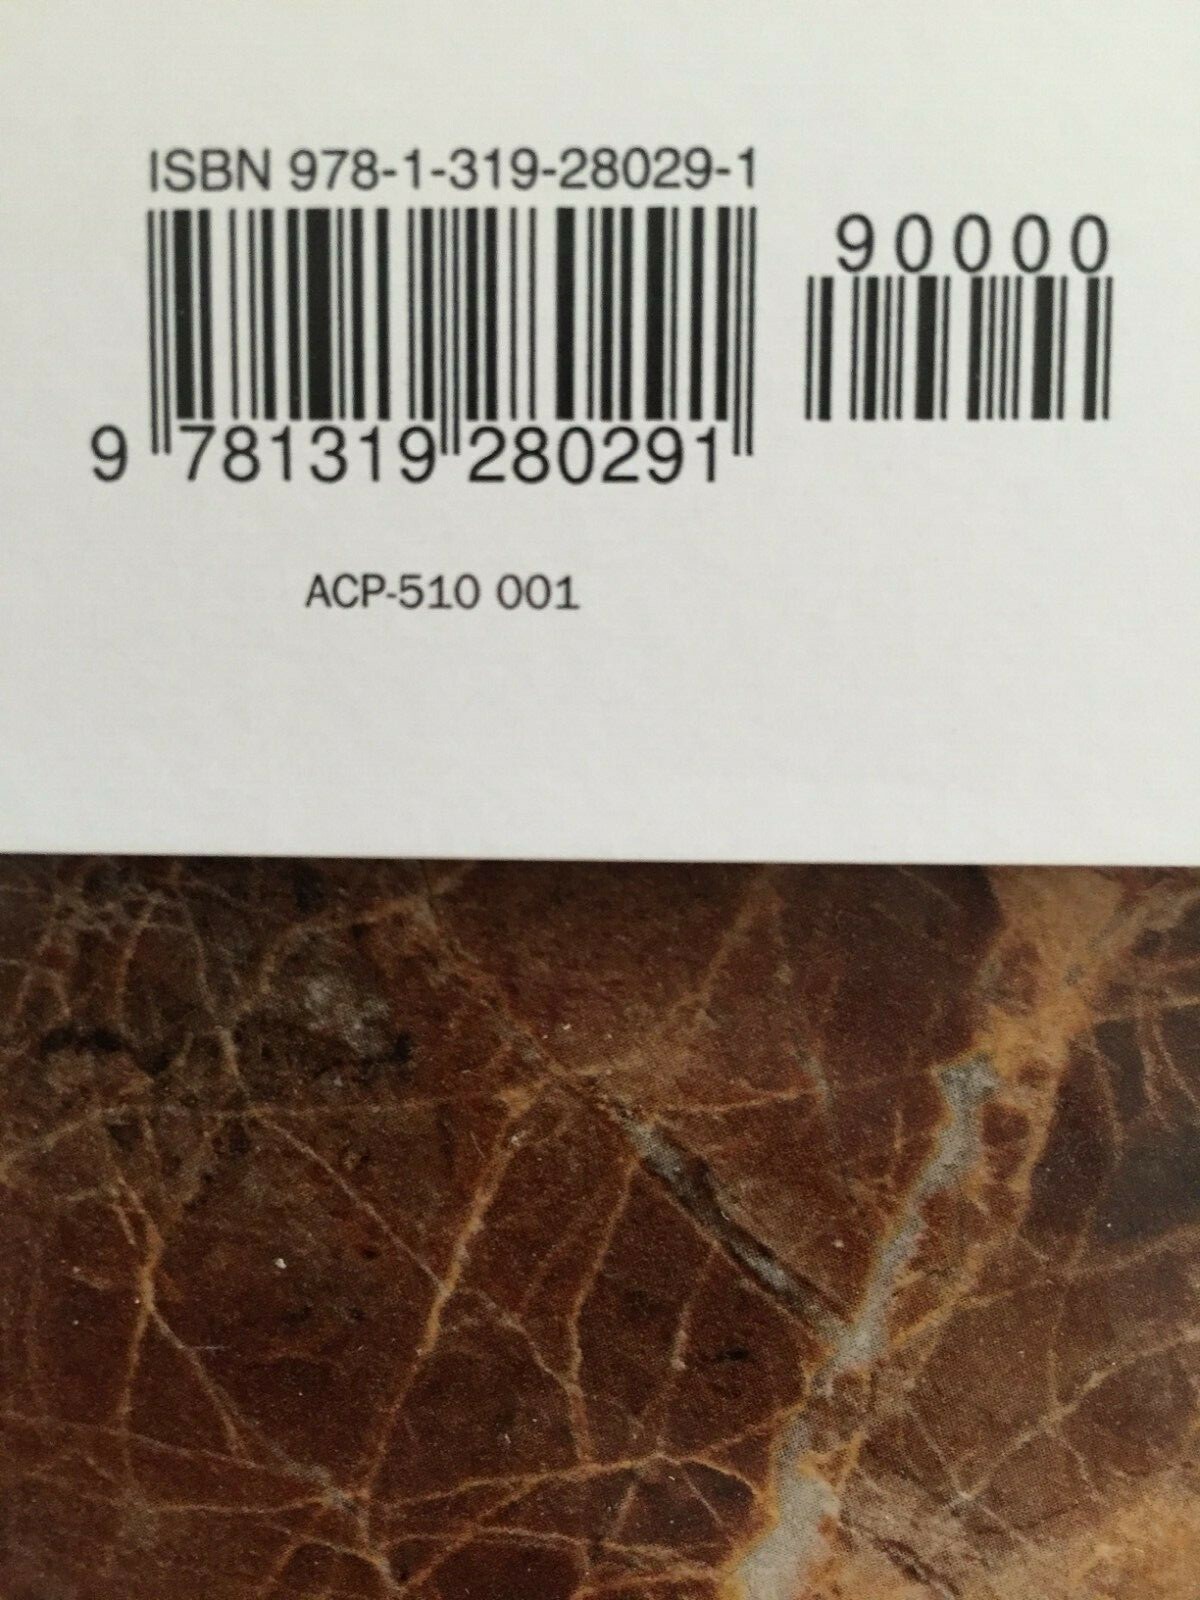 ISBN 978-1-319-28029-1
90000
9 781319 280291
ACP-510 001